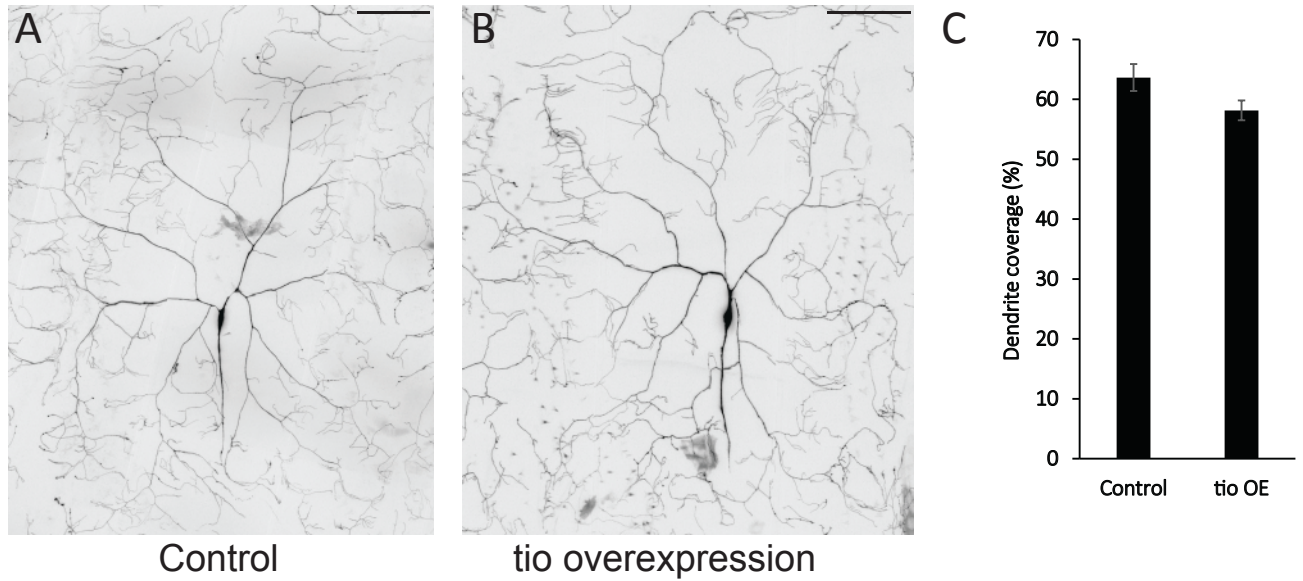 A
B
C
Control
tio overexpression
Dendrite coverage (%)
70
60
50
40
30
20
10
0
Control
tio OE